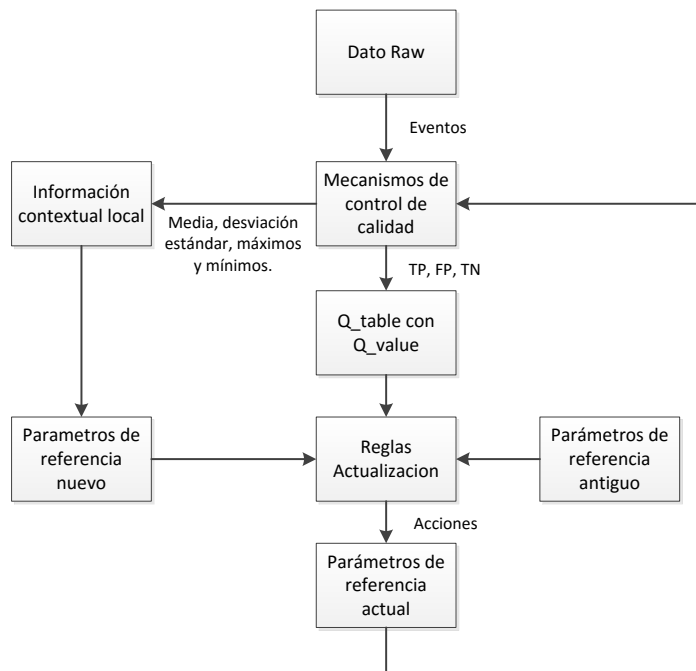 Dato Raw
Eventos
Información
contextual local
Mecanismos de
control de
calidad
Media, desviación
estándar, máximos
y mínimos.
TP, FP, TN
Q_table con
Q_value
Parametros de
referencia
nuevo
Reglas
Actualizacion
Parámetros de
referencia
antiguo
Acciones
Parámetros de
referencia
actual